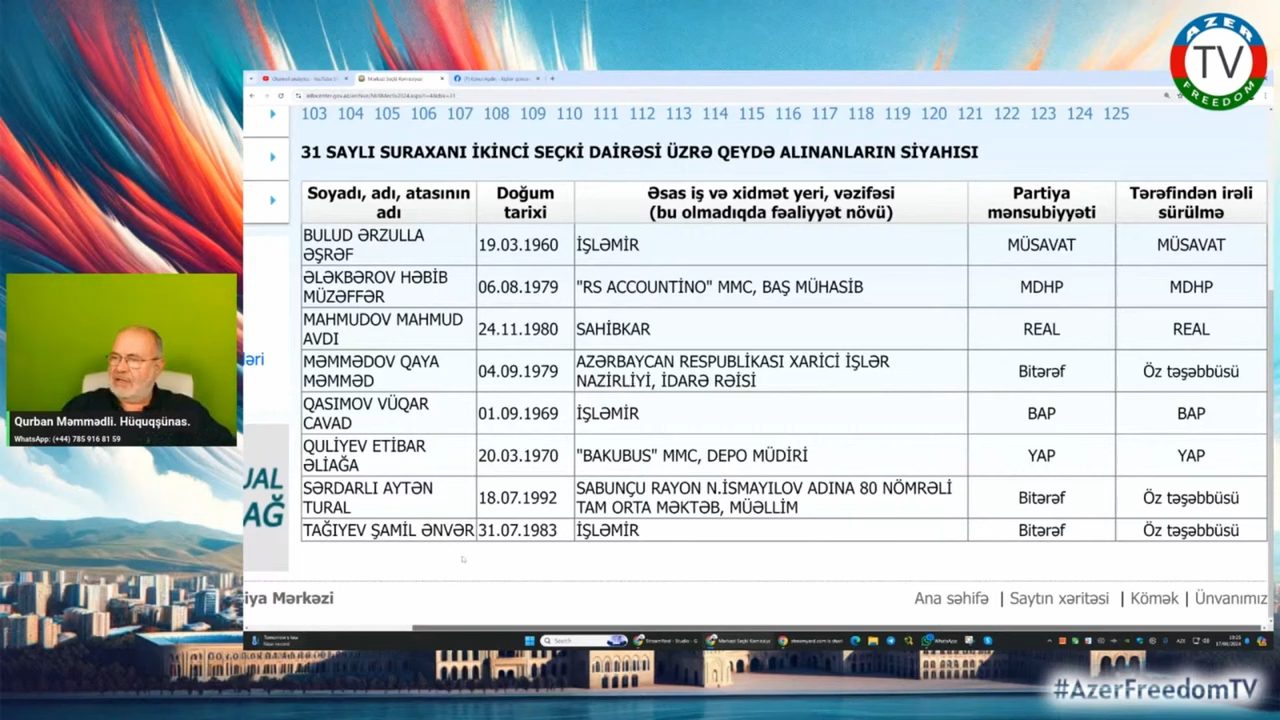 AZER
TV
FREEDOM
103 104 105 106 107 108 109 110 111 112 113 114 115 116 117 118 119 120 121 122 123 124 125
31 SAYLI SURAXANI İKİNCİ SEÇKİ DAİRƏSİ ÜZRƏ QEYDƏ ALINANLARIN SİYAHISI
Soyadı, adı, atasının adı Doğum tarixi Əsas iş və xidmət yeri, vəzifəsi (bu olmadıqda fəaliyyət növü) Partiya mənsubiyyəti Tərəfindən irəli sürülmə
BULUD ƏRZULLA ƏŞRƏF 19.03.1960 İŞLƏMİR MÜSAVAT MÜSAVAT
ƏLƏKBƏROV HƏBİB MÜZƏFFƏR 06.08.1979 "RS ACCOUNTİNO" MMC, BAŞ MÜHASİB MDHP MDHP
MAHMUDOV MAHMUD AVDI 24.11.1980 SAHİBKAR REAL REAL
MƏMMƏDOV QAYA MƏMMƏD 04.09.1979 AZƏRBAYCAN RESPUBLİKASI XARİCİ İŞLƏR NAZİRLİYİ, İDARƏ RƏİSİ Bitərəf Öz təşəbbüsü
QASIMOV VÜQAR CAVAD 01.09.1969 İŞLƏMİR BAP BAP
QULİYEV ETİBAR ƏLİAĞA 20.03.1970 "BAKUBUS" MMC, DEPO MÜDİRİ YAP YAP
SƏRDARLI AYTƏN TURAL 18.07.1992 SABUNÇU RAYON N.İSMAYILOV ADINA 80 NÖMRƏLİ TAM ORTA MƏKTƏB, MÜƏLLİM Bitərəf Öz təşəbbüsü
TAĞIYEV ŞAMİL ƏNVƏR 31.07.1983 İŞLƏMİR Bitərəf Öz təşəbbüsü
ləri
UAL
AĞ
iya Mərkəzi
Ana səhifə | Saytın xəritəsi | Kömək | Ünvanımız
Qurban Məmmədli. Hüquqşünas.
WhatsApp: (+44) 785 916 81 59
Search
#AzerFreedomTV